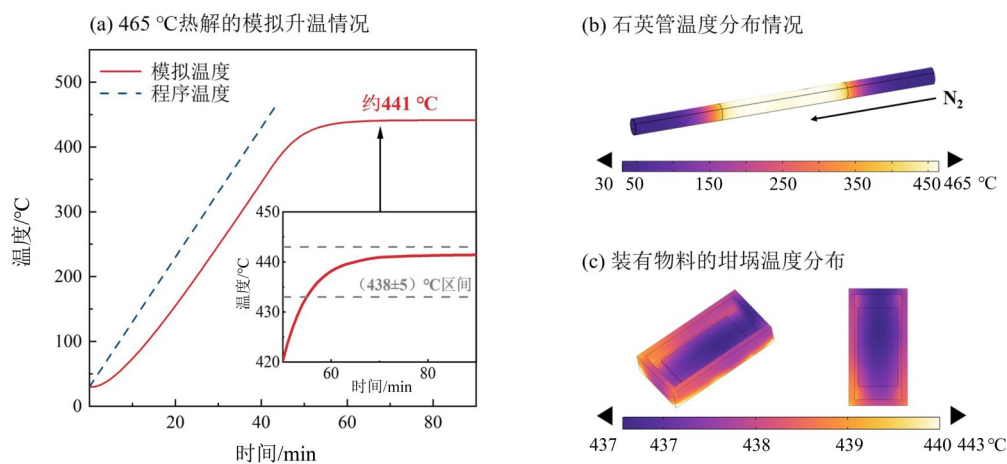 (a) 465 ℃热解的模拟升温情况
模拟温度
程序温度
约441 ℃
温度/℃
500
400
300
200
100
0
0
20
40
60
80
时间/min
450
440
430
420
(438±5) ℃区间
温度/℃
60
80
时间/min
(b) 石英管温度分布情况
N2
30 50 150 250 350 450 465 ℃
(c) 装有物料的坩埚温度分布
437 437 438 439 440 443 ℃